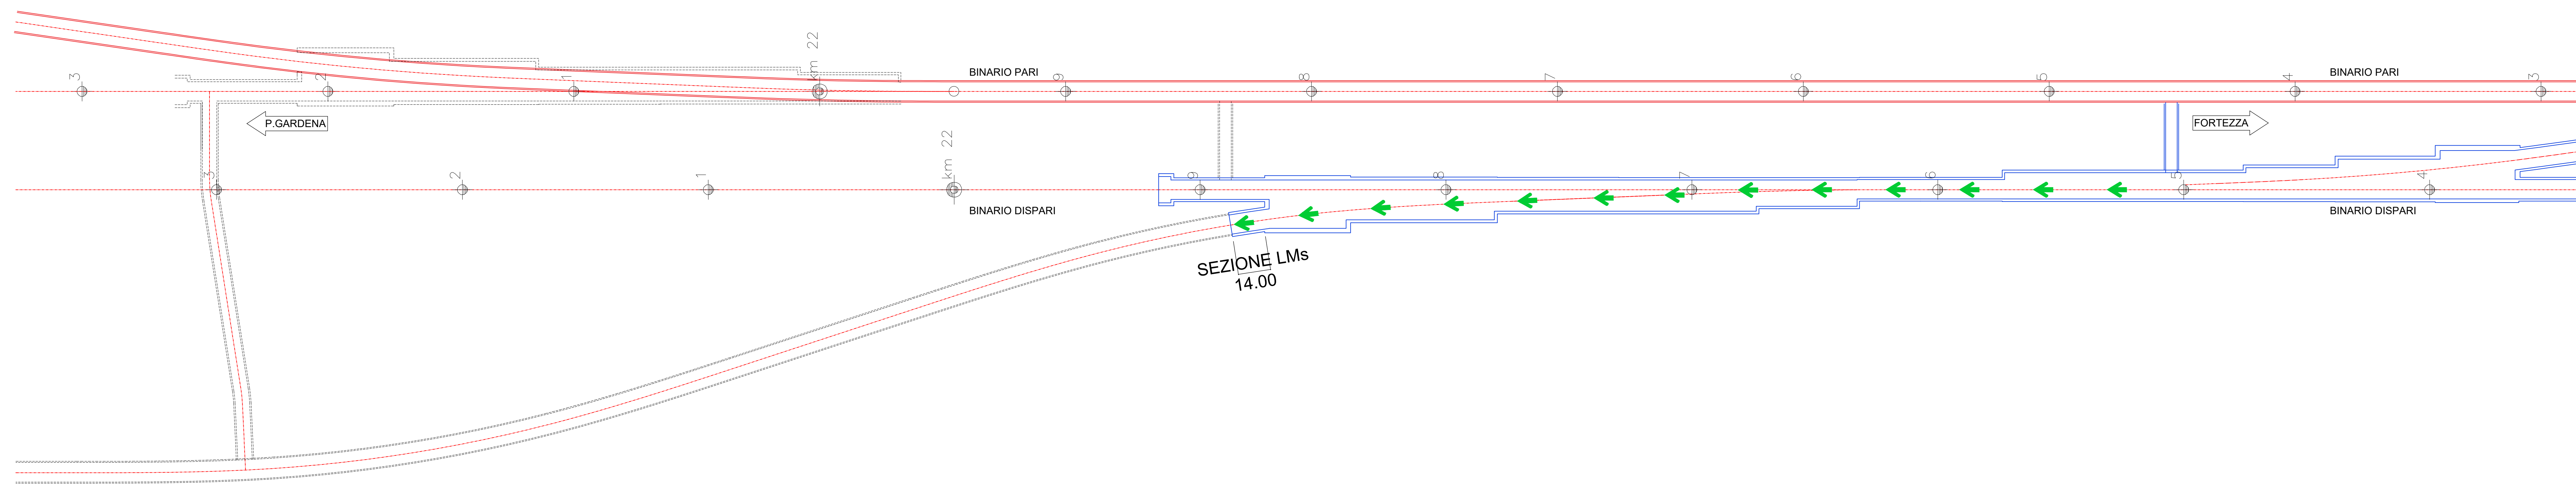 km 22
BINARIO PARI
BINARIO PARI
3
2
1
9
8
7
6
5
4
3
P.GARDENA
FORTEZZA
km 22
3
2
1
9
8
7
6
5
4
BINARIO DISPARI
BINARIO DISPARI
SEZIONE LMs
14.00